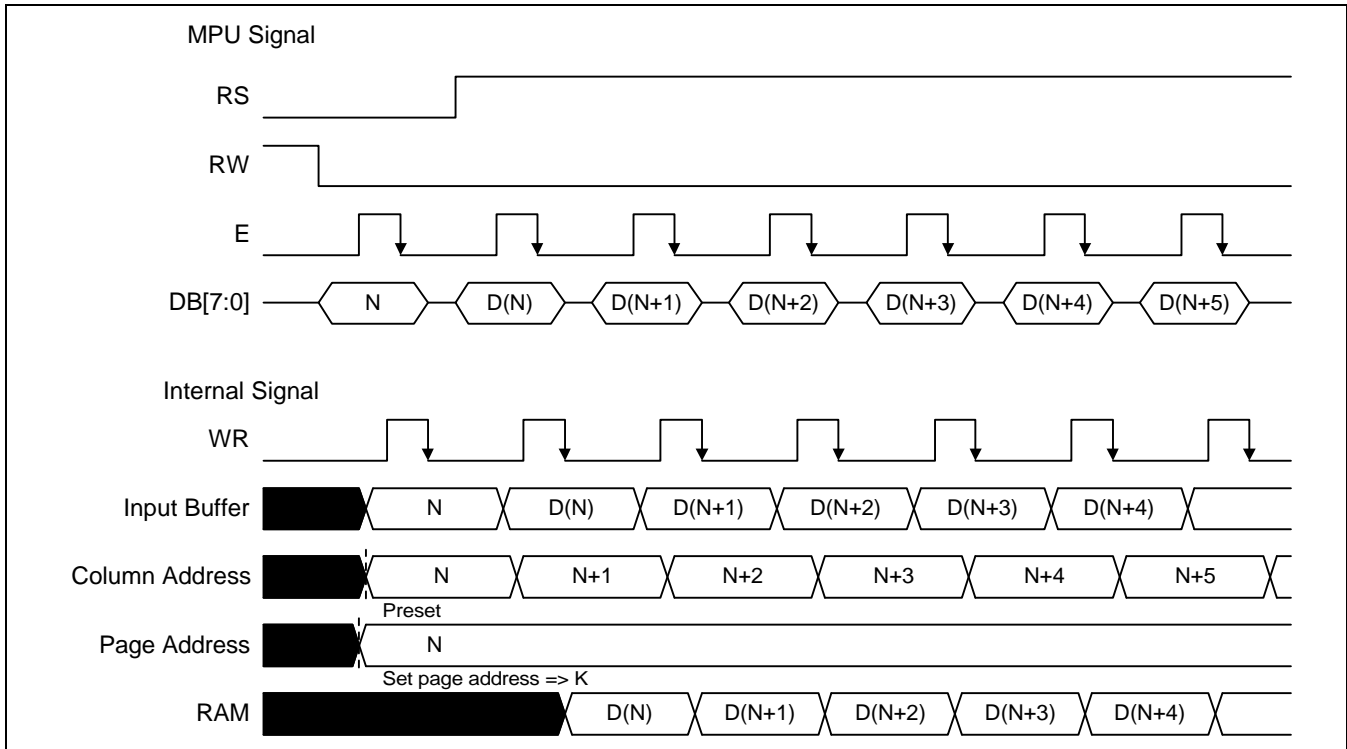 MPU Signal
RS
RW
E
DB[7:0] N D(N) D(N+1) D(N+2) D(N+3) D(N+4) D(N+5)
Internal Signal
WR
Input Buffer N D(N) D(N+1) D(N+2) D(N+3) D(N+4)
Column Address N N+1 N+2 N+3 N+4 N+5
Preset
Page Address N
Set page address => K
RAM D(N) D(N+1) D(N+2) D(N+3) D(N+4)